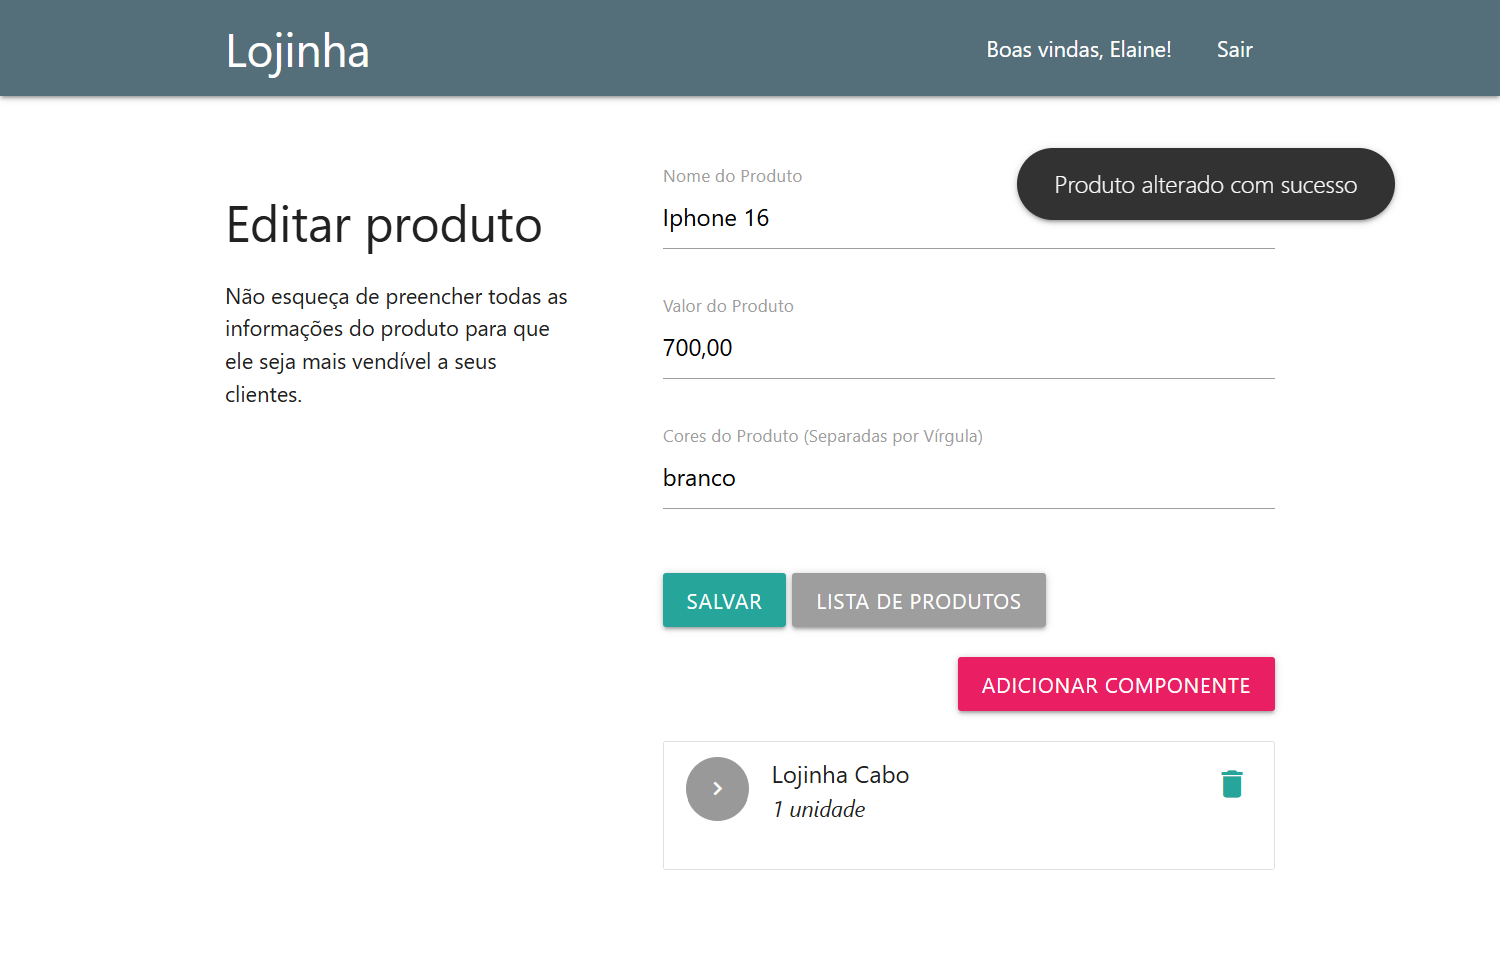 Lojinha
Boas vindas, Elaine!
Sair
Produto alterado com sucesso
Editar produto
Não esqueça de preencher todas as
informações do produto para que
ele seja mais vendível a seus
clientes.
Nome do Produto
Iphone 16
Valor do Produto
700,00
Cores do Produto (Separadas por Vírgula)
branco
SALVAR
LISTA DE PRODUTOS
ADICIONAR COMPONENTE
Lojinha Cabo
1 unidade